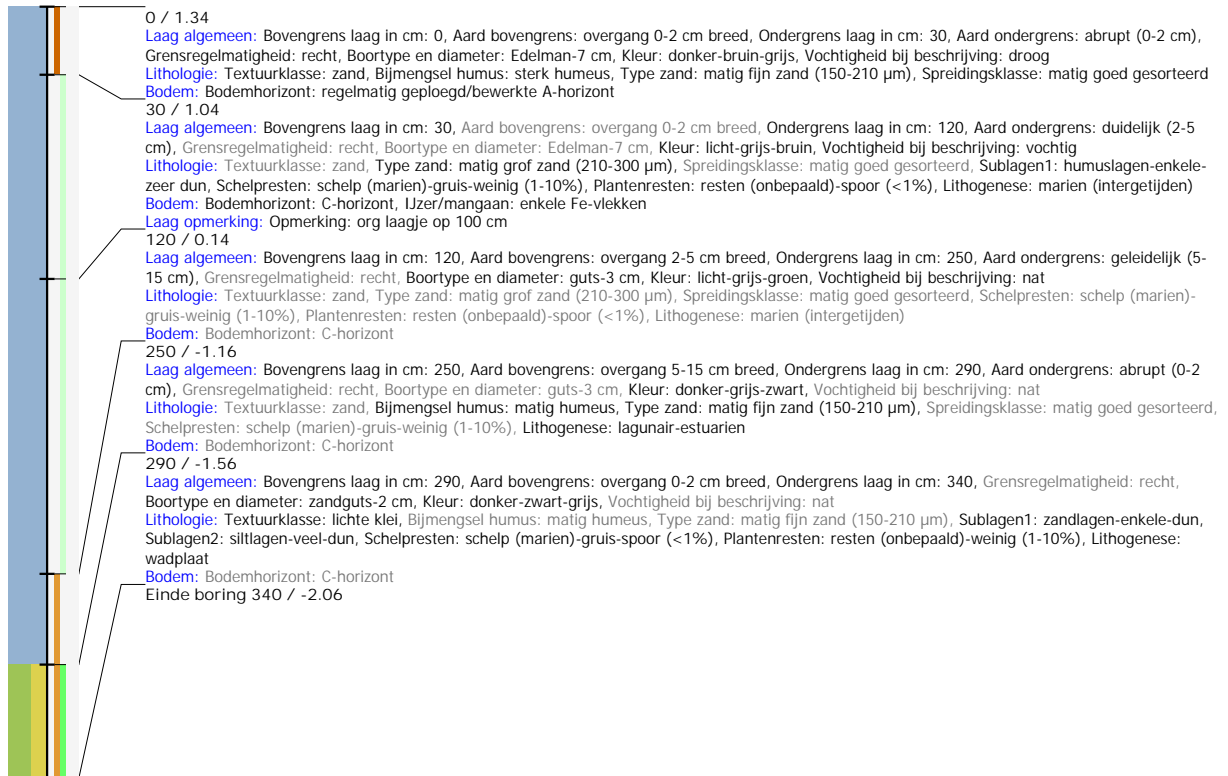 0 / 1.34
Laag algemeen: Bovengrens laag in cm: 0, Aard bovengrens: overgang 0-2 cm breed, Ondergrens laag in cm: 30, Aard ondergrens: abrupt (0-2 cm),
Grensregelmatigheid: recht, Boortype en diameter: Edelman-7 cm, Kleur: donker-bruin-grijs, Vochtigheid bij beschrijving: droog
Lithologie: Textuurklasse: zand, Bijmengsel humus: sterk humeus, Type zand: matig fijn zand (150-210 µm), Spreidingsklasse: matig goed gesorteerd
Bodem: Bodemhorizont: regelmatig geploegd/bewerkte A-horizont
30 / 1.04
Laag algemeen: Bovengrens laag in cm: 30, Aard bovengrens: overgang 0-2 cm breed, Ondergrens laag in cm: 120, Aard ondergrens: duidelijk (2-5
cm), Grensregelmatigheid: recht, Boortype en diameter: Edelman-7 cm, Kleur: licht-grijs-bruin, Vochtigheid bij beschrijving: vochtig
Lithologie: Textuurklasse: zand, Type zand: matig grof zand (210-300 µm), Spreidingsklasse: matig goed gesorteerd, Sublagen1: humuslagen-enkele-
zeer dun, Schelpresten: schelp (marien)-gruis-weinig (1-10%), Plantenresten: resten (onbepaald)-spoor (<1%), Lithogenese: marien (intergetijden)
Bodem: Bodemhorizont: C-horizont, IJzer/mangaan: enkele Fe-vlekken
Laag opmerking: Opmerking: org laagje op 100 cm
120 / 0.14
Laag algemeen: Bovengrens laag in cm: 120, Aard bovengrens: overgang 2-5 cm breed, Ondergrens laag in cm: 250, Aard ondergrens: geleidelijk (5-
15 cm), Grensregelmatigheid: recht, Boortype en diameter: guts-3 cm, Kleur: licht-grijs-groen, Vochtigheid bij beschrijving: nat
Lithologie: Textuurklasse: zand, Type zand: matig grof zand (210-300 µm), Spreidingsklasse: matig goed gesorteerd, Schelpresten: schelp (marien)-
gruis-weinig (1-10%), Plantenresten: resten (onbepaald)-spoor (<1%), Lithogenese: marien (intergetijden)
Bodem: Bodemhorizont: C-horizont
250 / -1.16
Laag algemeen: Bovengrens laag in cm: 250, Aard bovengrens: overgang 5-15 cm breed, Ondergrens laag in cm: 290, Aard ondergrens: abrupt (0-2
cm), Grensregelmatigheid: recht, Boortype en diameter: guts-3 cm, Kleur: donker-grijs-zwart, Vochtigheid bij beschrijving: nat
Lithologie: Textuurklasse: zand, Bijmengsel humus: matig humeus, Type zand: matig fijn zand (150-210 µm), Spreidingsklasse: matig goed gesorteerd,
Schelpresten: schelp (marien)-gruis-weinig (1-10%), Lithogenese: lagunair-estuarien
Bodem: Bodemhorizont: C-horizont
290 / -1.56
Laag algemeen: Bovengrens laag in cm: 290, Aard bovengrens: overgang 0-2 cm breed, Ondergrens laag in cm: 340, Grensregelmatigheid: recht,
Boortype en diameter: zandguts-2 cm, Kleur: donker-zwart-grijs, Vochtigheid bij beschrijving: nat
Lithologie: Textuurklasse: lichte klei, Bijmengsel humus: matig humeus, Type zand: matig fijn zand (150-210 µm), Sublagen1: zandlagen-enkele-dun,
Sublagen2: siltlagen-veel-dun, Schelpresten: schelp (marien)-gruis-spoor (<1%), Plantenresten: resten (onbepaald)-weinig (1-10%), Lithogenese:
wadplaat
Bodem: Bodemhorizont: C-horizont
Einde boring 340 / -2.06